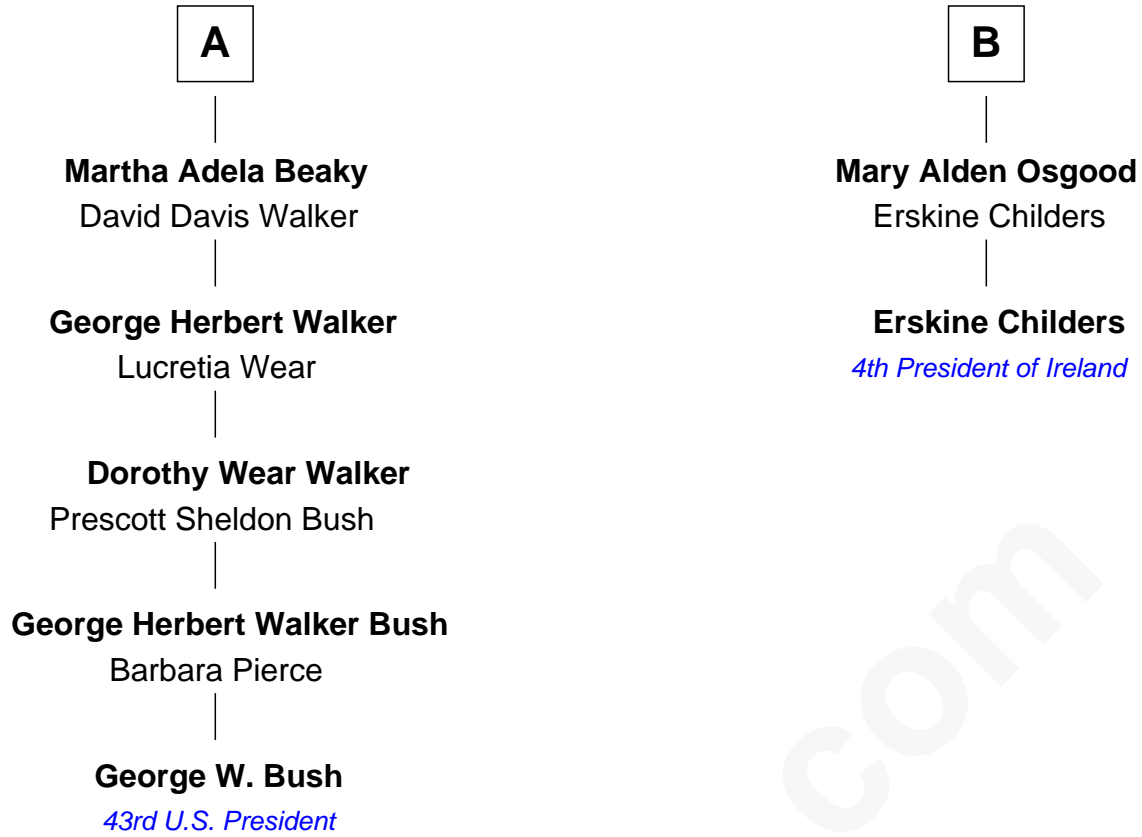 A
Martha Adela Beaky
David Davis Walker
George Herbert Walker
Lucretia Wear
Dorothy Wear Walker
Prescott Sheldon Bush
George Herbert Walker Bush
Barbara Pierce
George W. Bush
43rd U.S. President
B
Mary Alden Osgood
Erskine Childers
Erskine Childers
4th President of Ireland
com